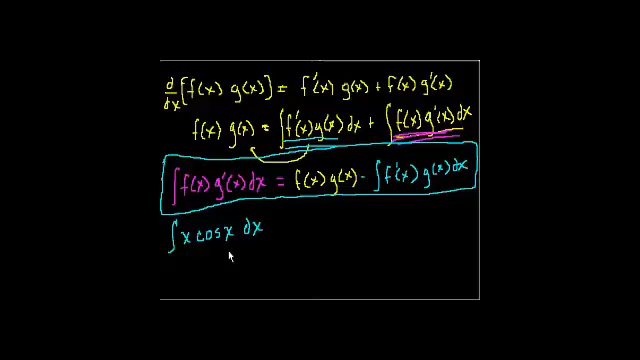 d/dx [f(x) g(x)] = f'(x) g(x) + f(x) g'(x)
f(x) g(x) = ∫ f'(x) g(x) dx + ∫ f(x) g'(x) dx
∫ f(x) g'(x) dx = f(x) g(x) - ∫ f'(x) g(x) dx
∫ x cos x dx